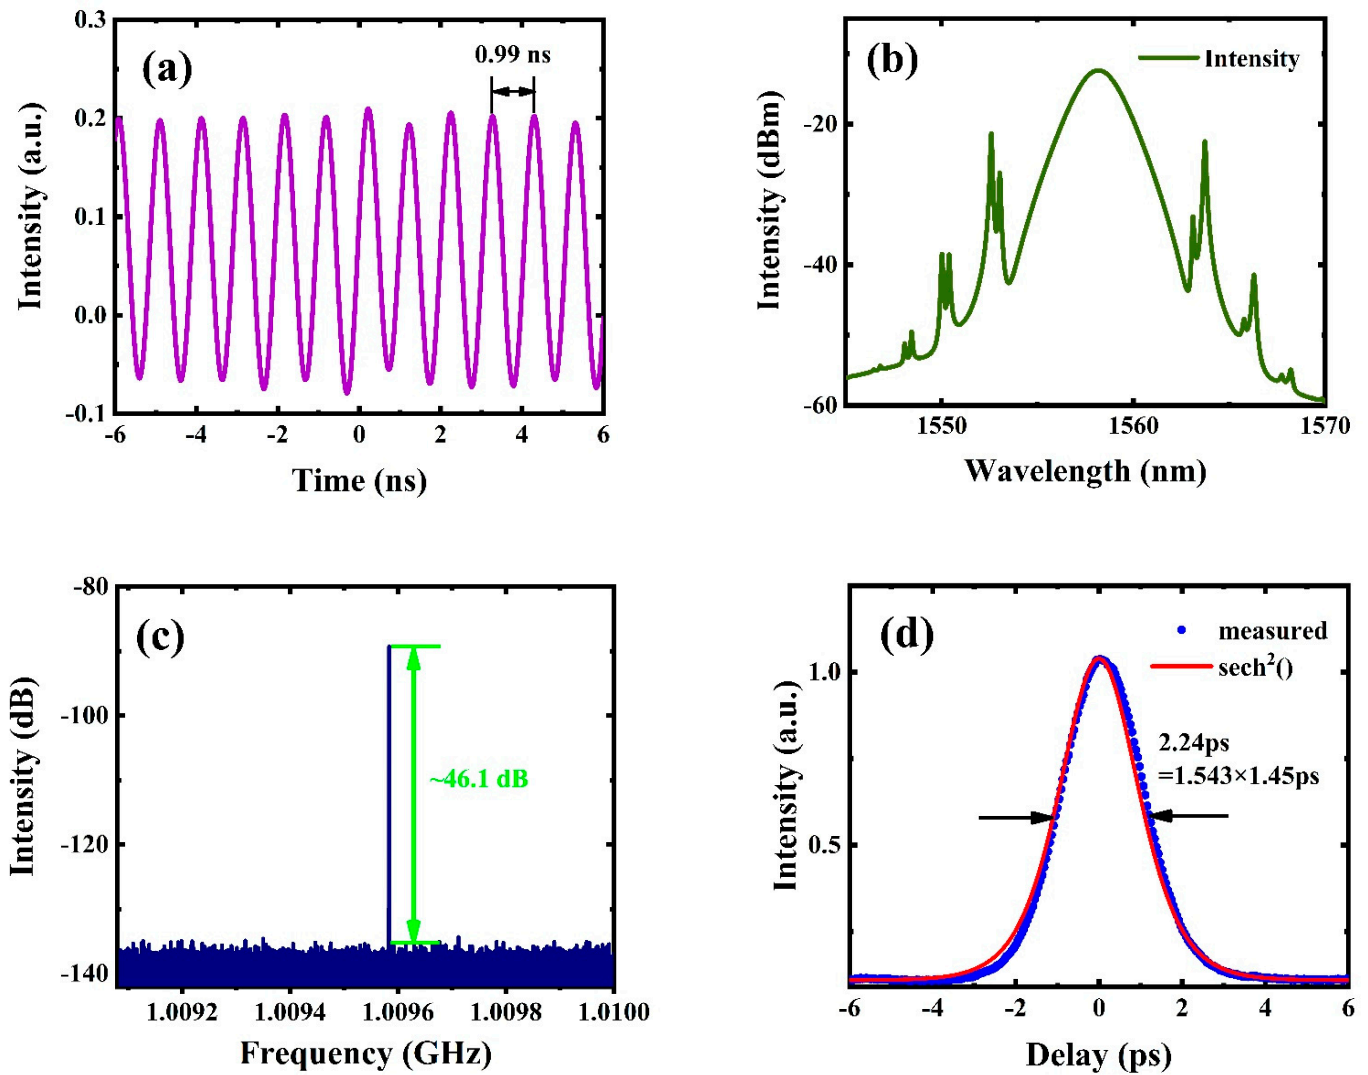 (a)
0.99 ns
0.3
0.2
0.1
0.0
-0.1
Intensity (a.u.)
-6 -4 -2 0 2 4 6
Time (ns)
(b)
Intensity
-20
-40
-60
Intensity (dBm)
1550 1560 1570
Wavelength (nm)
(c)
~46.1 dB
-80
-100
-120
-140
Intensity (dB)
1.0092 1.0094 1.0096 1.0098 1.0100
Frequency (GHz)
(d)
measured
sech²()
2.24ps
=1.543×1.45ps
1.0
0.5
Intensity (a.u.)
-6 -4 -2 0 2 4 6
Delay (ps)